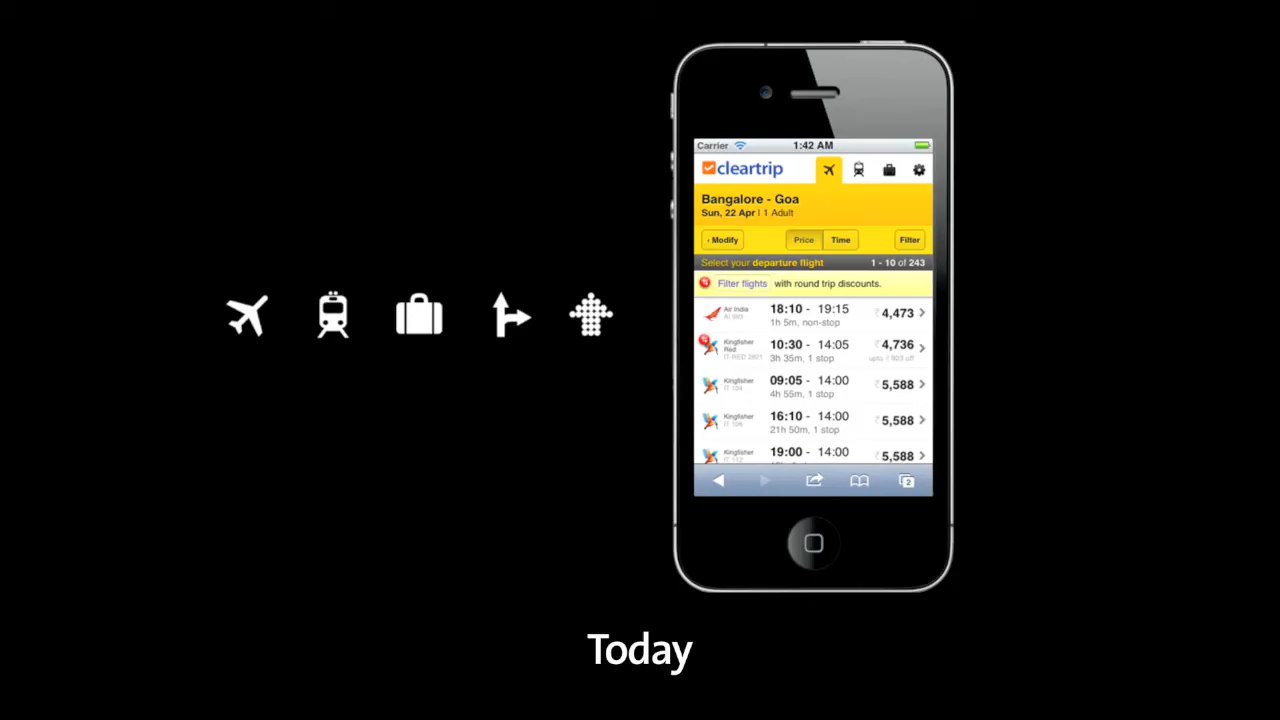 Carrier 1:42 AM
cleartrip
Bangalore - Goa
Sun, 22 Apr | 1 Adult
‹ Modify Price Time Filter
Select your departure flight 1 - 10 of 243
Filter flights with round trip discounts.
Air India 18:10 - 19:15 ₹ 4,473
1h 5m, non-stop
Kingfisher Red 10:30 - 14:05 ₹ 4,736
3h 35m, 1 stop
Kingfisher 09:05 - 14:00 ₹ 5,588
IT 104 4h 55m, 1 stop
Kingfisher 16:10 - 14:00 ₹ 5,588
21h 50m, 1 stop
Kingfisher 19:00 - 14:00 ₹ 5,588
2
Today